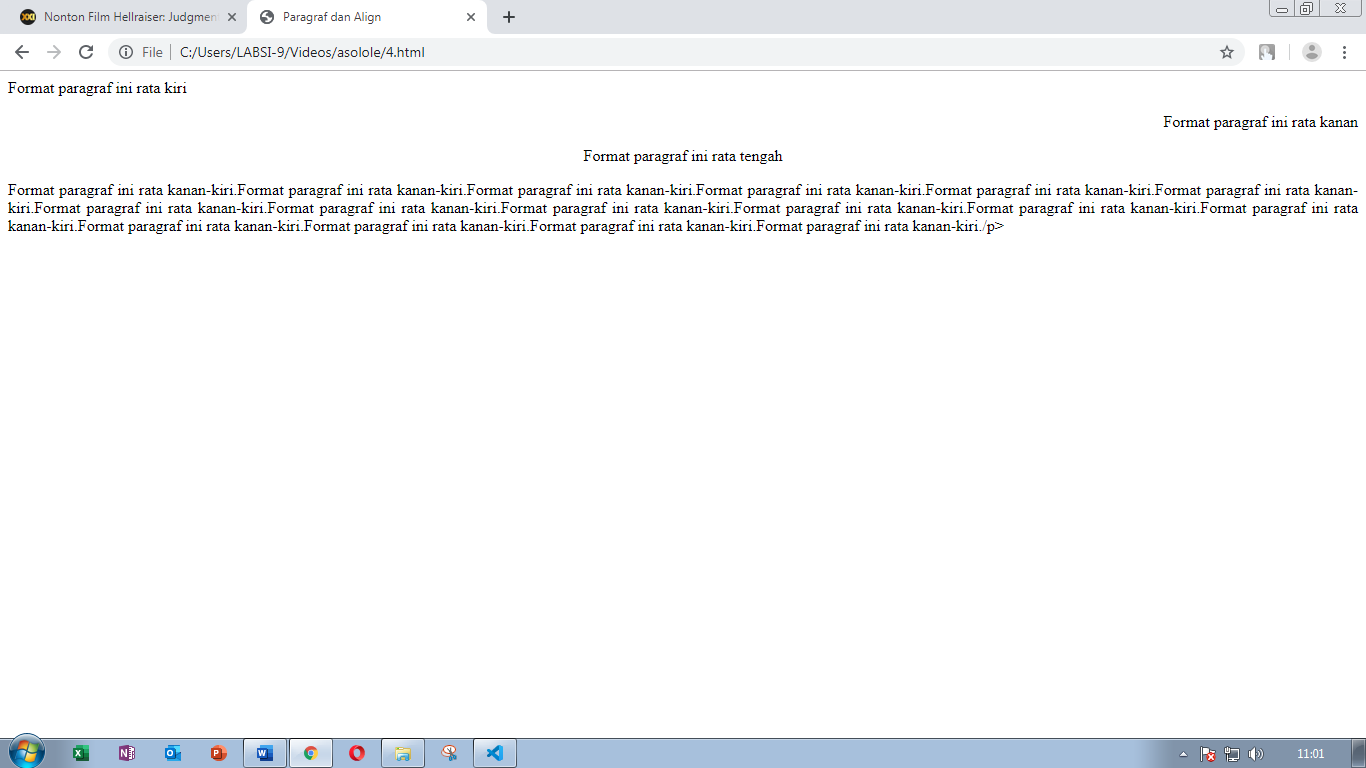 Nonton Film Hellraiser: Judgmen
Paragraf dan Align
File
C:/Users/LABSI-9/Videos/asolole/4.html
Format paragraf ini rata kiri
Format paragraf ini rata kanan
Format paragraf ini rata tengah
Format paragraf ini rata kanan-kiri.Format paragraf ini rata kanan-kiri.Format paragraf ini rata kanan-kiri.Format paragraf ini rata kanan-kiri.Format paragraf ini rata kanan-kiri.Format paragraf ini rata kanan-
kiri.Format paragraf ini rata kanan-kiri.Format paragraf ini rata kanan-kiri.Format paragraf ini rata kanan-kiri.Format paragraf ini rata kanan-kiri.Format paragraf ini rata kanan-kiri.Format paragraf ini rata
kanan-kiri.Format paragraf ini rata kanan-kiri.Format paragraf ini rata kanan-kiri.Format paragraf ini rata kanan-kiri.Format paragraf ini rata kanan-kiri./p>
11:01